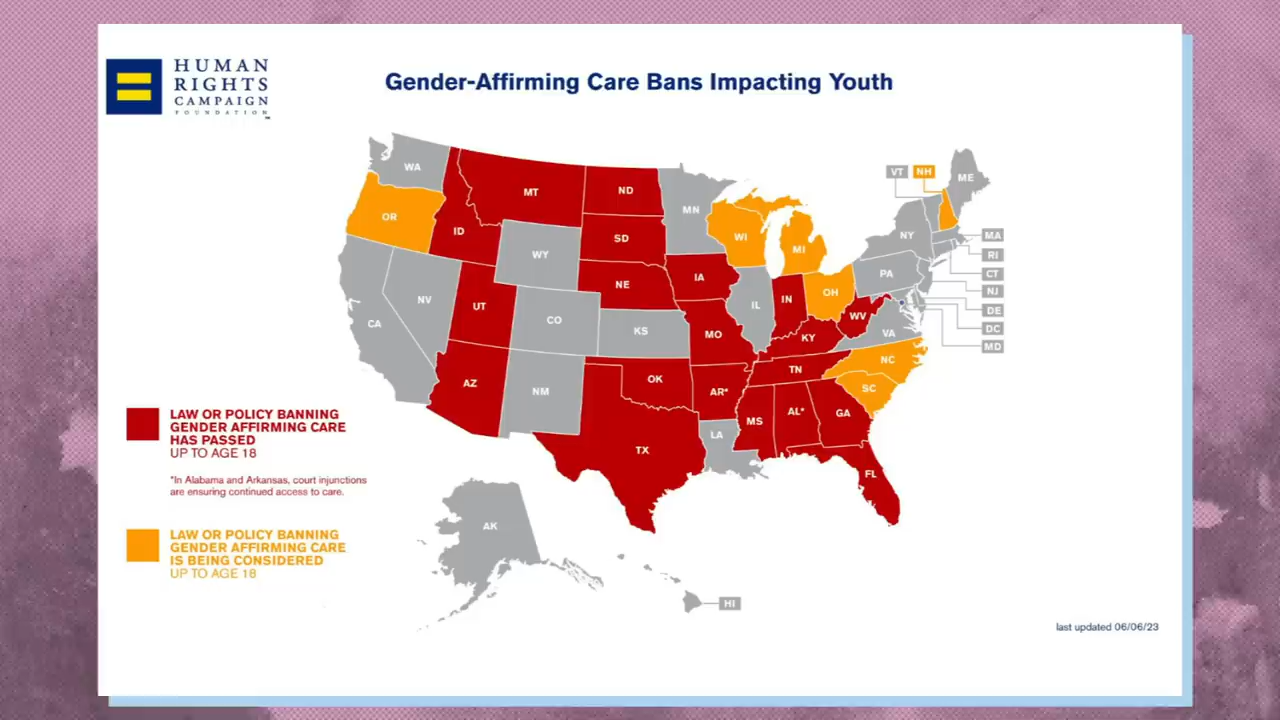 HUMAN
RIGHTS
CAMPAIGN
FOUNDATION
Gender-Affirming Care Bans Impacting Youth
WA
MT
ND
MN
VT
NH
ME
OR
ID
SD
WI
MI
NY
MA
WY
RI
NE
IA
PA
CT
NV
UT
CO
IL
IN
OH
NJ
CA
KS
MO
KY
WV
VA
DE
DC
MD
AZ
NM
OK
AR*
TN
NC
SC
TX
LA
MS
AL*
GA
FL
AK
HI
LAW OR POLICY BANNING
GENDER AFFIRMING CARE
HAS PASSED
UP TO AGE 18
*In Alabama and Arkansas, court injunctions
are ensuring continued access to care.
LAW OR POLICY BANNING
GENDER AFFIRMING CARE
IS BEING CONSIDERED
UP TO AGE 18
last updated 06/06/23